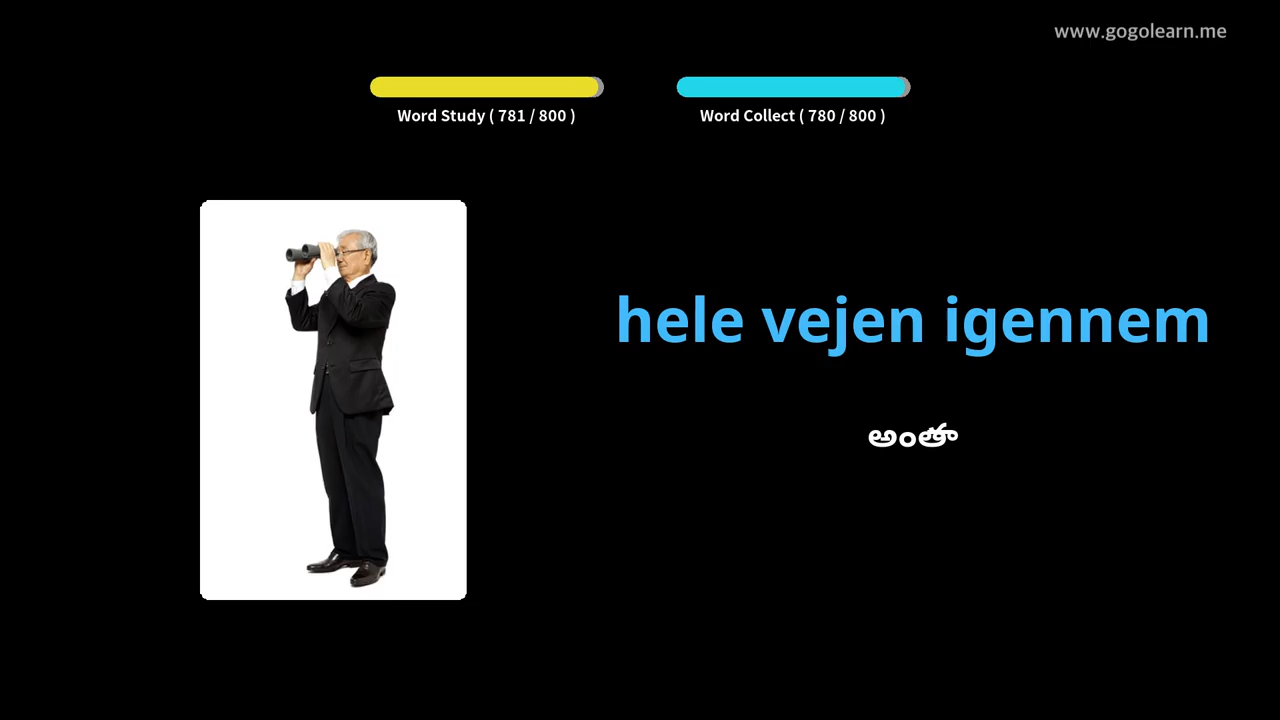 www.gogolearn.me
Word Study ( 781 / 800 )
Word Collect ( 780 / 800 )
hele vejen igennem
అంతా